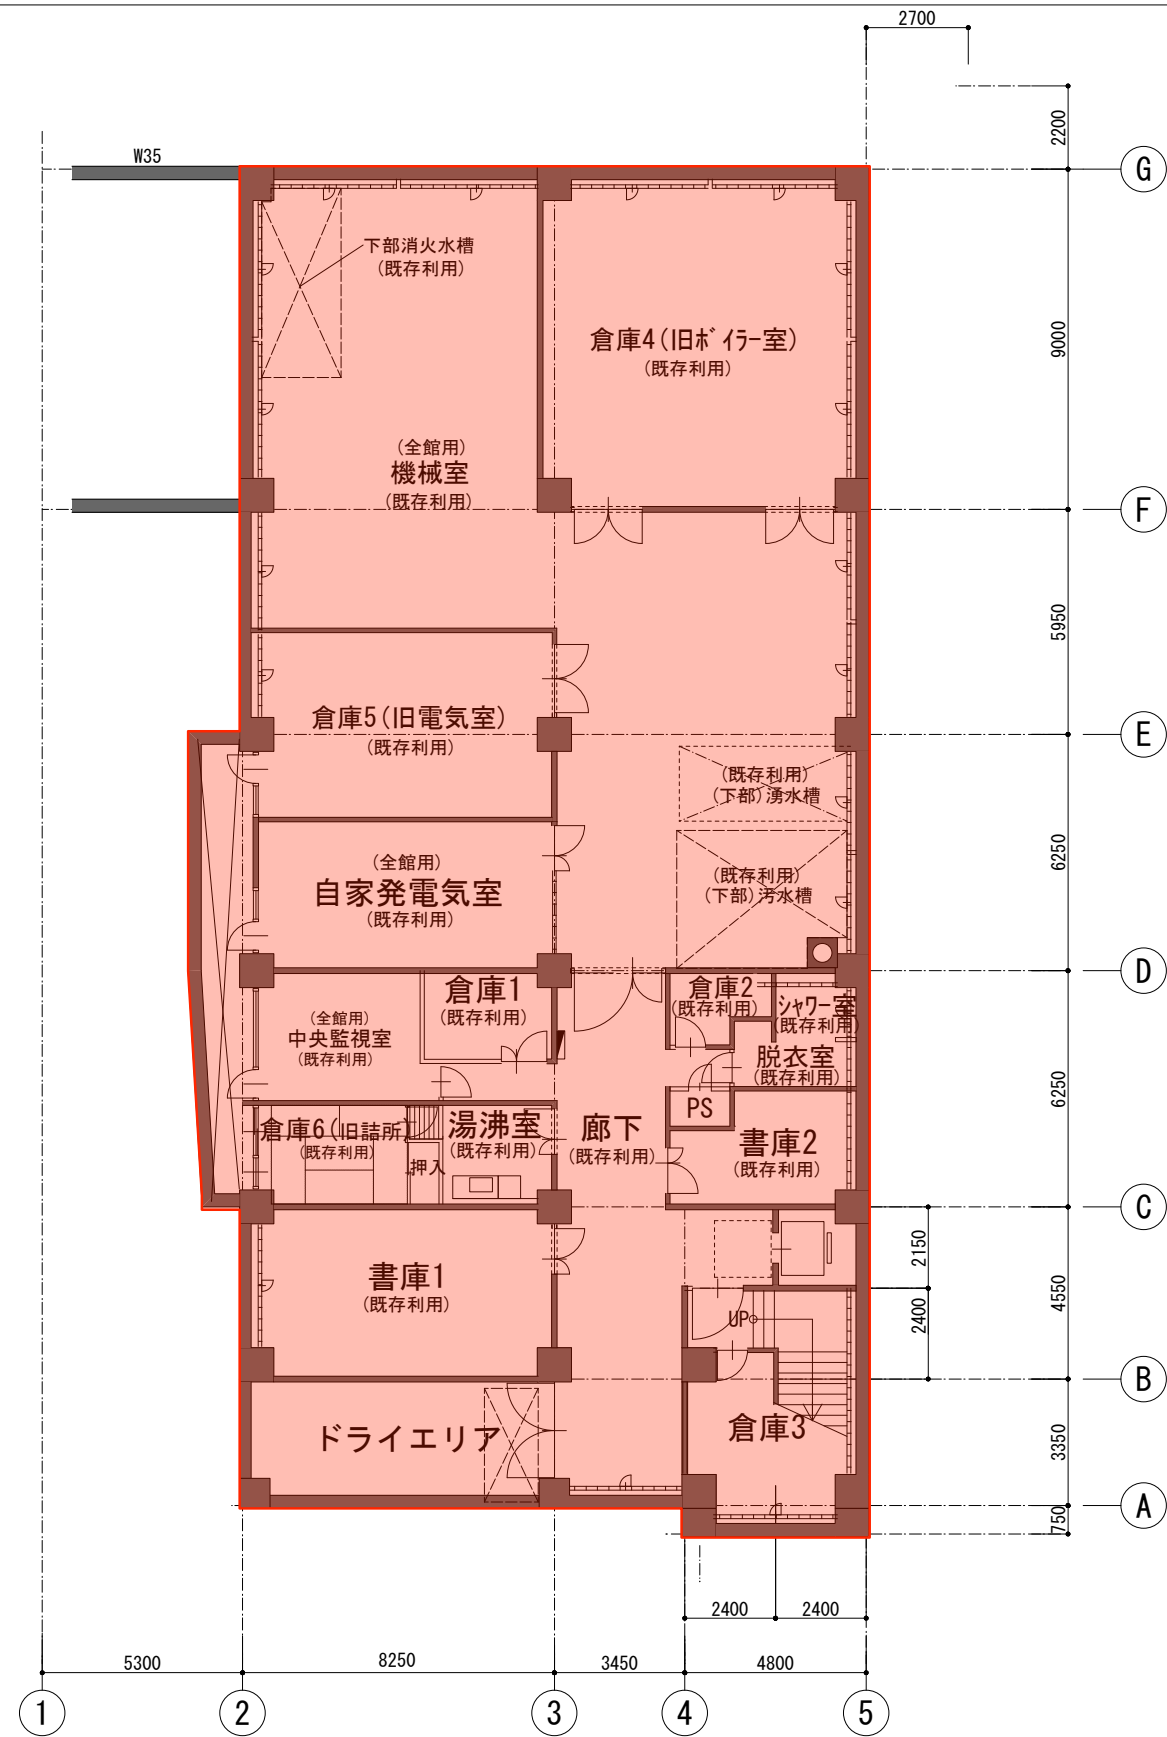 2700
2200
W35
G
下部消火水槽
(既存利用)
倉庫4(旧ボイラー室)
(既存利用)
9000
(全館用)
機械室
(既存利用)
F
5950
倉庫5(旧電気室)
(既存利用)
E
(既存利用)
(下部)湧水槽
6250
(全館用)
自家発電気室
(既存利用)
(既存利用)
(下部)汚水槽
D
倉庫1
(既存利用)
倉庫2
(既存利用)
シャワー室
(既存利用)
(全館用)
中央監視室
(既存利用)
脱衣室
(既存利用)
6250
PS
倉庫6(旧詰所)
(既存利用)
押入
湯沸室
(既存利用)
廊下
(既存利用)
書庫2
(既存利用)
C
2150
書庫1
(既存利用)
4550
2400
UP
B
ドライエリア
倉庫3
3350
A
750
2400
2400
5300
8250
3450
4800
1
2
3
4
5